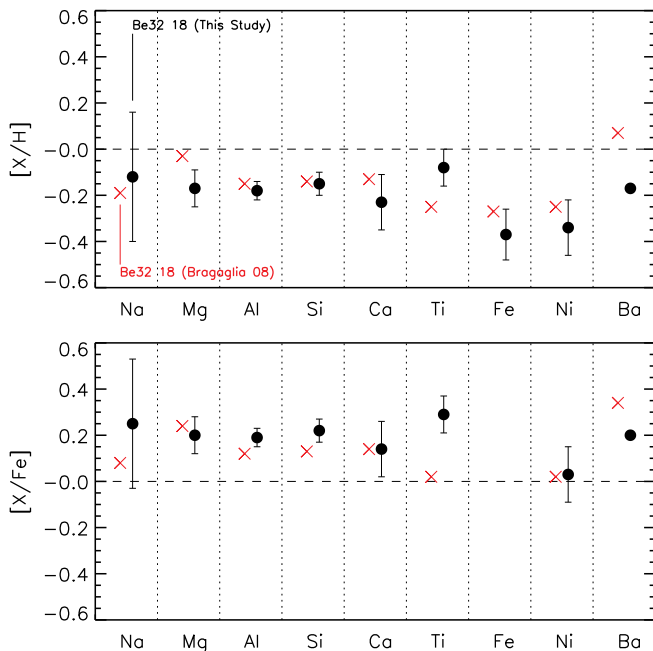 0.6
Be32 18 (This Study)
0.4
0.2
[X/H]
-0.0
-0.2
-0.4
Be32 18 (Bragaglia 08)
-0.6
Na Mg Al Si Ca Ti Fe Ni Ba
0.6
0.4
0.2
[X/Fe]
-0.0
-0.2
-0.4
-0.6
Na Mg Al Si Ca Ti Fe Ni Ba